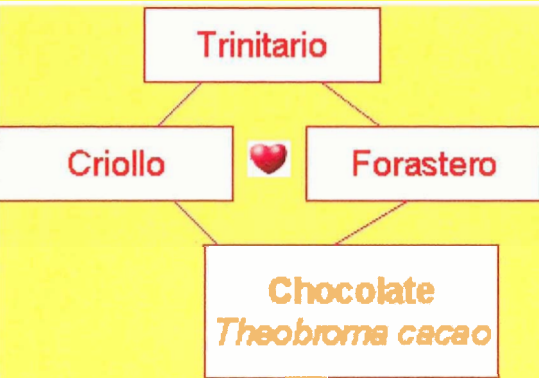 Trinitario
Criollo
Forastero
Chocolate
Theobroma cacao